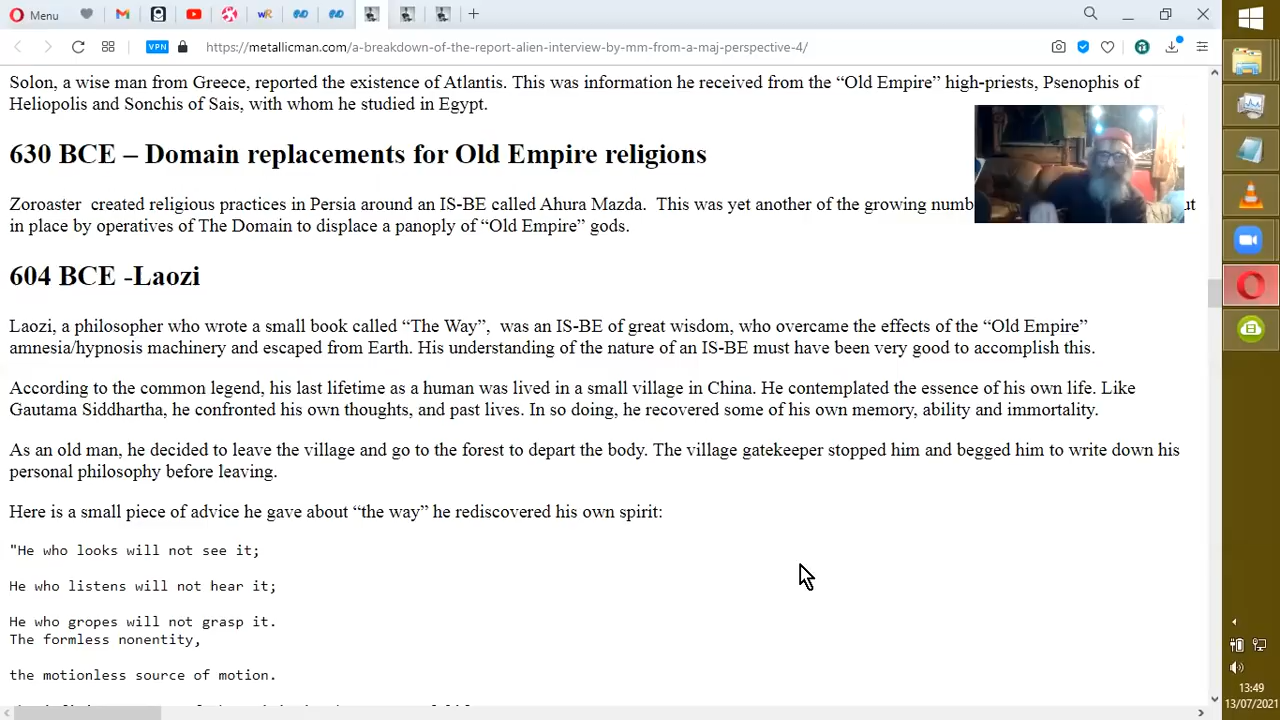 Menu
VPN
https://metallicman.com/a-breakdown-of-the-report-alien-interview-by-mm-from-a-maj-perspective-4/
Solon, a wise man from Greece, reported the existence of Atlantis. This was information he received from the “Old Empire” high-priests, Psenophis of
Heliopolis and Sonchis of Sais, with whom he studied in Egypt.
630 BCE – Domain replacements for Old Empire religions
Zoroaster created religious practices in Persia around an IS-BE called Ahura Mazda. This was yet another of the growing
in place by operatives of The Domain to displace a panoply of “Old Empire” gods.
604 BCE -Laozi
Laozi, a philosopher who wrote a small book called “The Way”, was an IS-BE of great wisdom, who overcame the effects of the “Old Empire”
amnesia/hypnosis machinery and escaped from Earth. His understanding of the nature of an IS-BE must have been very good to accomplish this.
According to the common legend, his last lifetime as a human was lived in a small village in China. He contemplated the essence of his own life. Like
Gautama Siddhartha, he confronted his own thoughts, and past lives. In so doing, he recovered some of his own memory, ability and immortality.
As an old man, he decided to leave the village and go to the forest to depart the body. The village gatekeeper stopped him and begged him to write down his
personal philosophy before leaving.
Here is a small piece of advice he gave about “the way” he rediscovered his own spirit:
"He who looks will not see it;
He who listens will not hear it;
He who gropes will not grasp it.
The formless nonentity,
the motionless source of motion.
13:49
13/07/2021